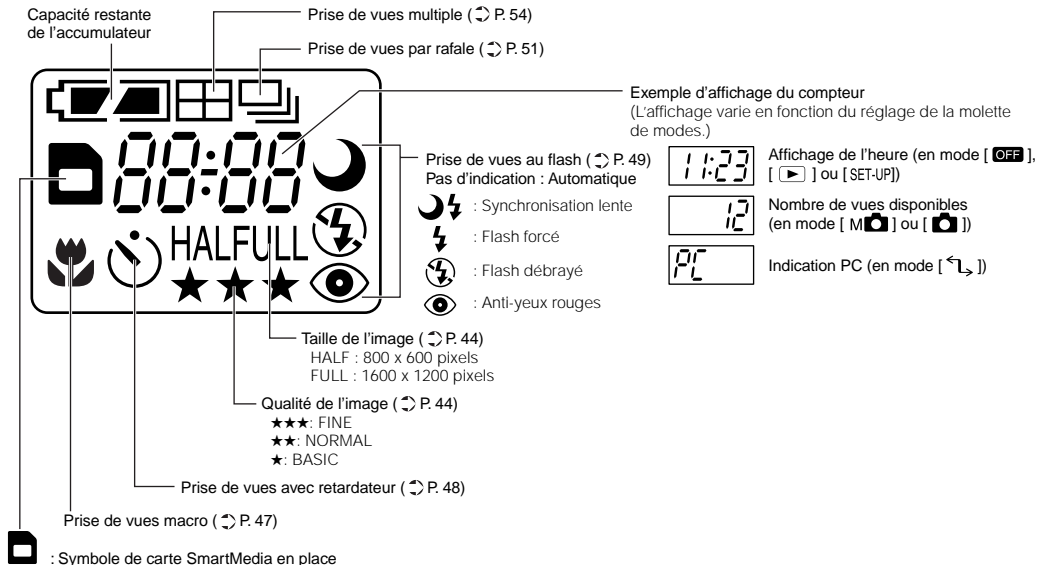 Capacité restante
de l'accumulateur
Prise de vues multiple ( P. 54)
Prise de vues par rafale ( P. 51)
88:88
HALFULL
★ ★ ★
Exemple d'affichage du compteur
(L'affichage varie en fonction du réglage de la molette
de modes.)
11:23
Affichage de l'heure (en mode [ OFF ],
[ ▶ ] ou [ SET-UP])
12
Nombre de vues disponibles
(en mode [ M ] ou [ ])
PC
Indication PC (en mode [ ])
Prise de vues au flash ( P. 49)
Pas d'indication : Automatique
: Synchronisation lente
: Flash forcé
: Flash débrayé
: Anti-yeux rouges
Taille de l'image ( P. 44)
HALF : 800 x 600 pixels
FULL : 1600 x 1200 pixels
Qualité de l'image ( P. 44)
★★★: FINE
★★: NORMAL
★: BASIC
Prise de vues avec retardateur ( P. 48)
Prise de vues macro ( P. 47)
: Symbole de carte SmartMedia en place